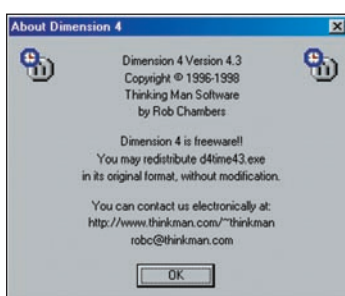 About Dimension 4
Dimension 4 Version 4.3
Copyright © 1996-1998
Thinking Man Software
by Rob Chambers
Dimension 4 is freeware!!
You may redistribute d4time43.exe
in its original format, without modification.
You can contact us electronically at:
http://www.thinkman.com/~thinkman
robc@thinkman.com
OK